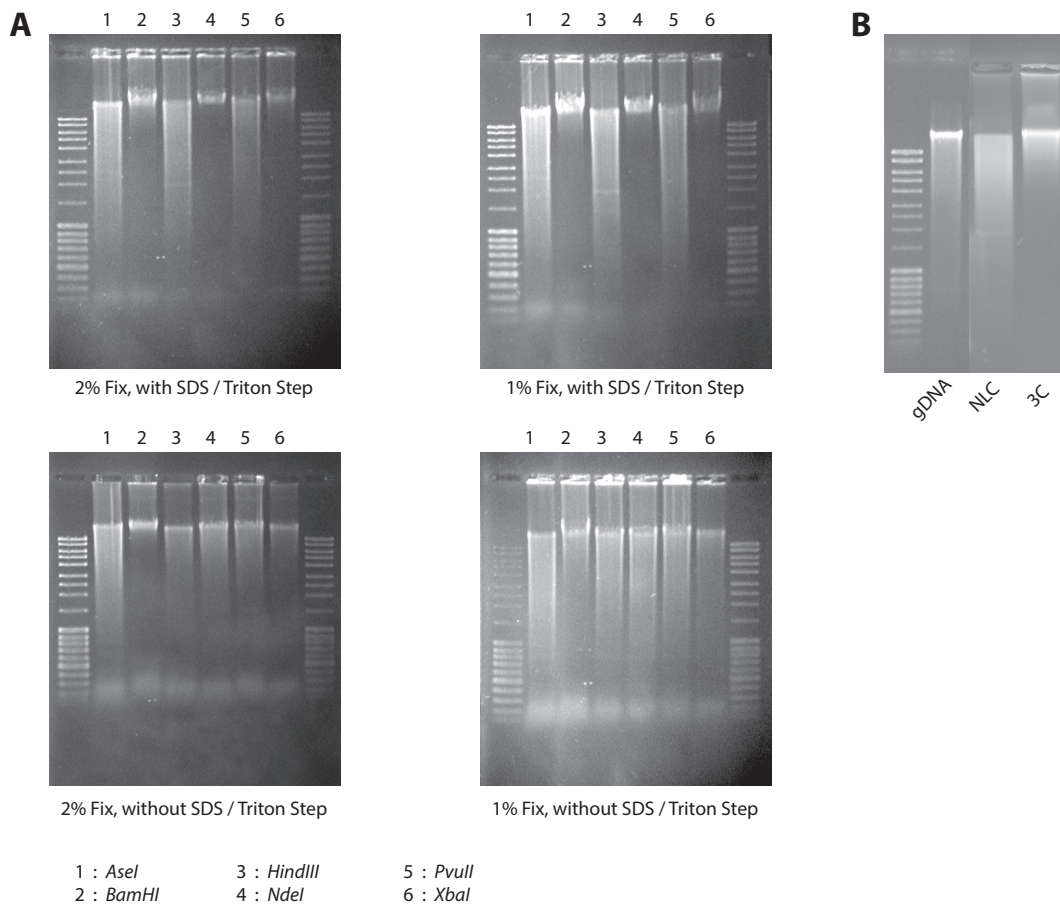 A
B
1 2 3 4 5 6
1 2 3 4 5 6
2% Fix, with SDS / Triton Step
1% Fix, with SDS / Triton Step
gDNA
NLC
3C
1 2 3 4 5 6
1 2 3 4 5 6
2% Fix, without SDS / Triton Step
1% Fix, without SDS / Triton Step
1 : AseI 3 : HindIII 5 : PvuII
2 : BamHI 4 : NdeI 6 : XbaI